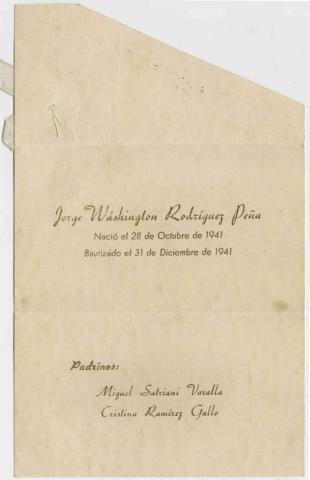 Jorge Wáshington Rodríguez Peña
Nació el 28 de Octubre de 1941
Bautizado el 31 de Diciembre de 1941
Padrinos:
Miguel Satriani Varalla
Cristina Ramírez Gallo